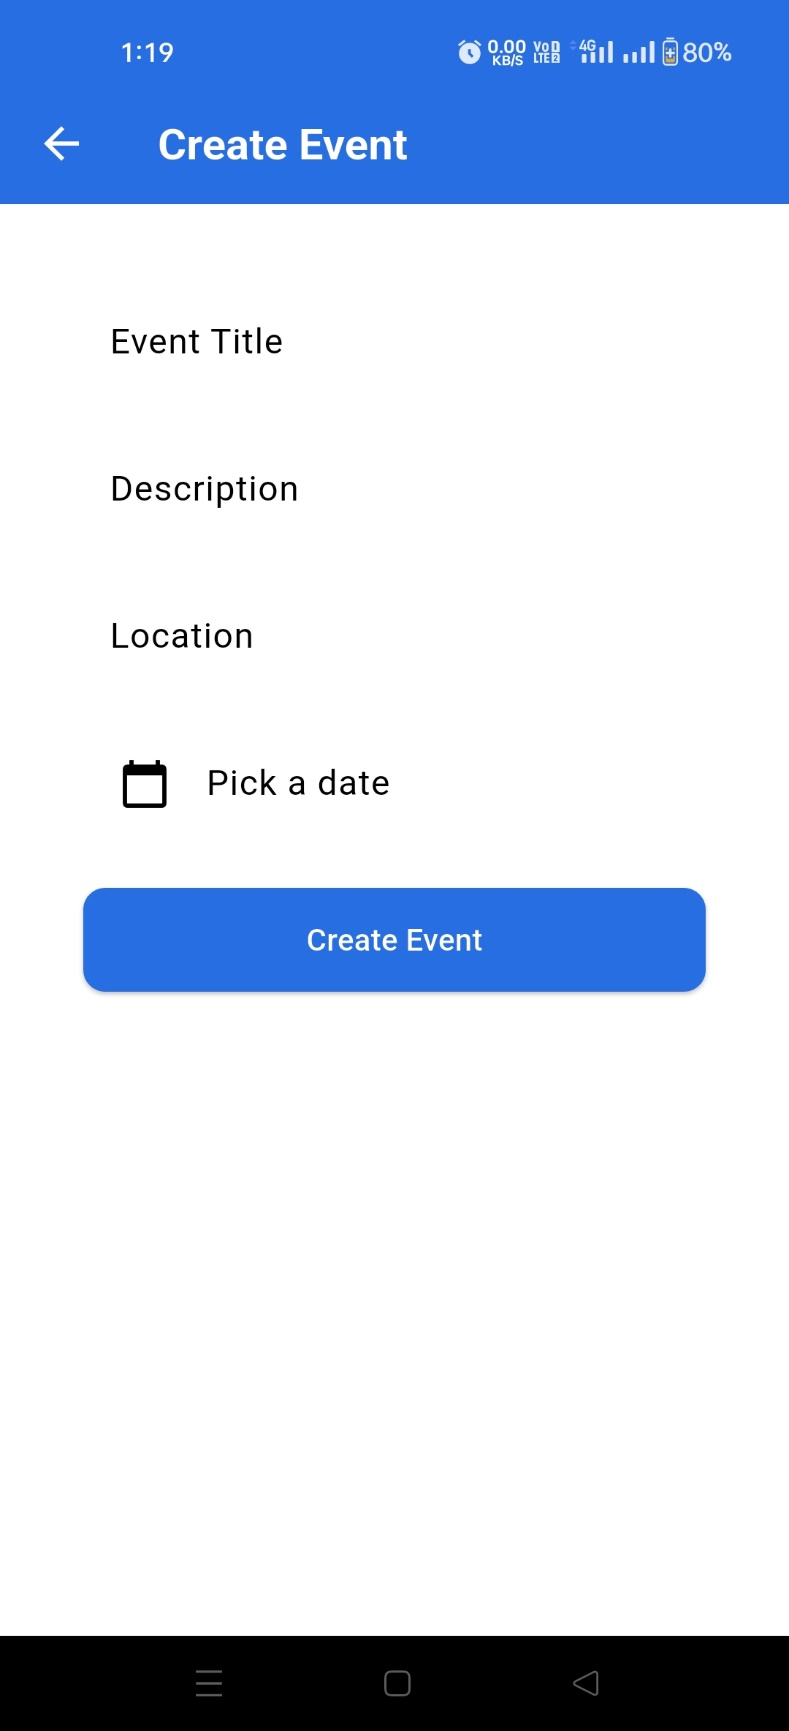 1:19 0.00 KB/S VoD LTE2 4G 80%
Create Event
Event Title
Description
Location
Pick a date
Create Event